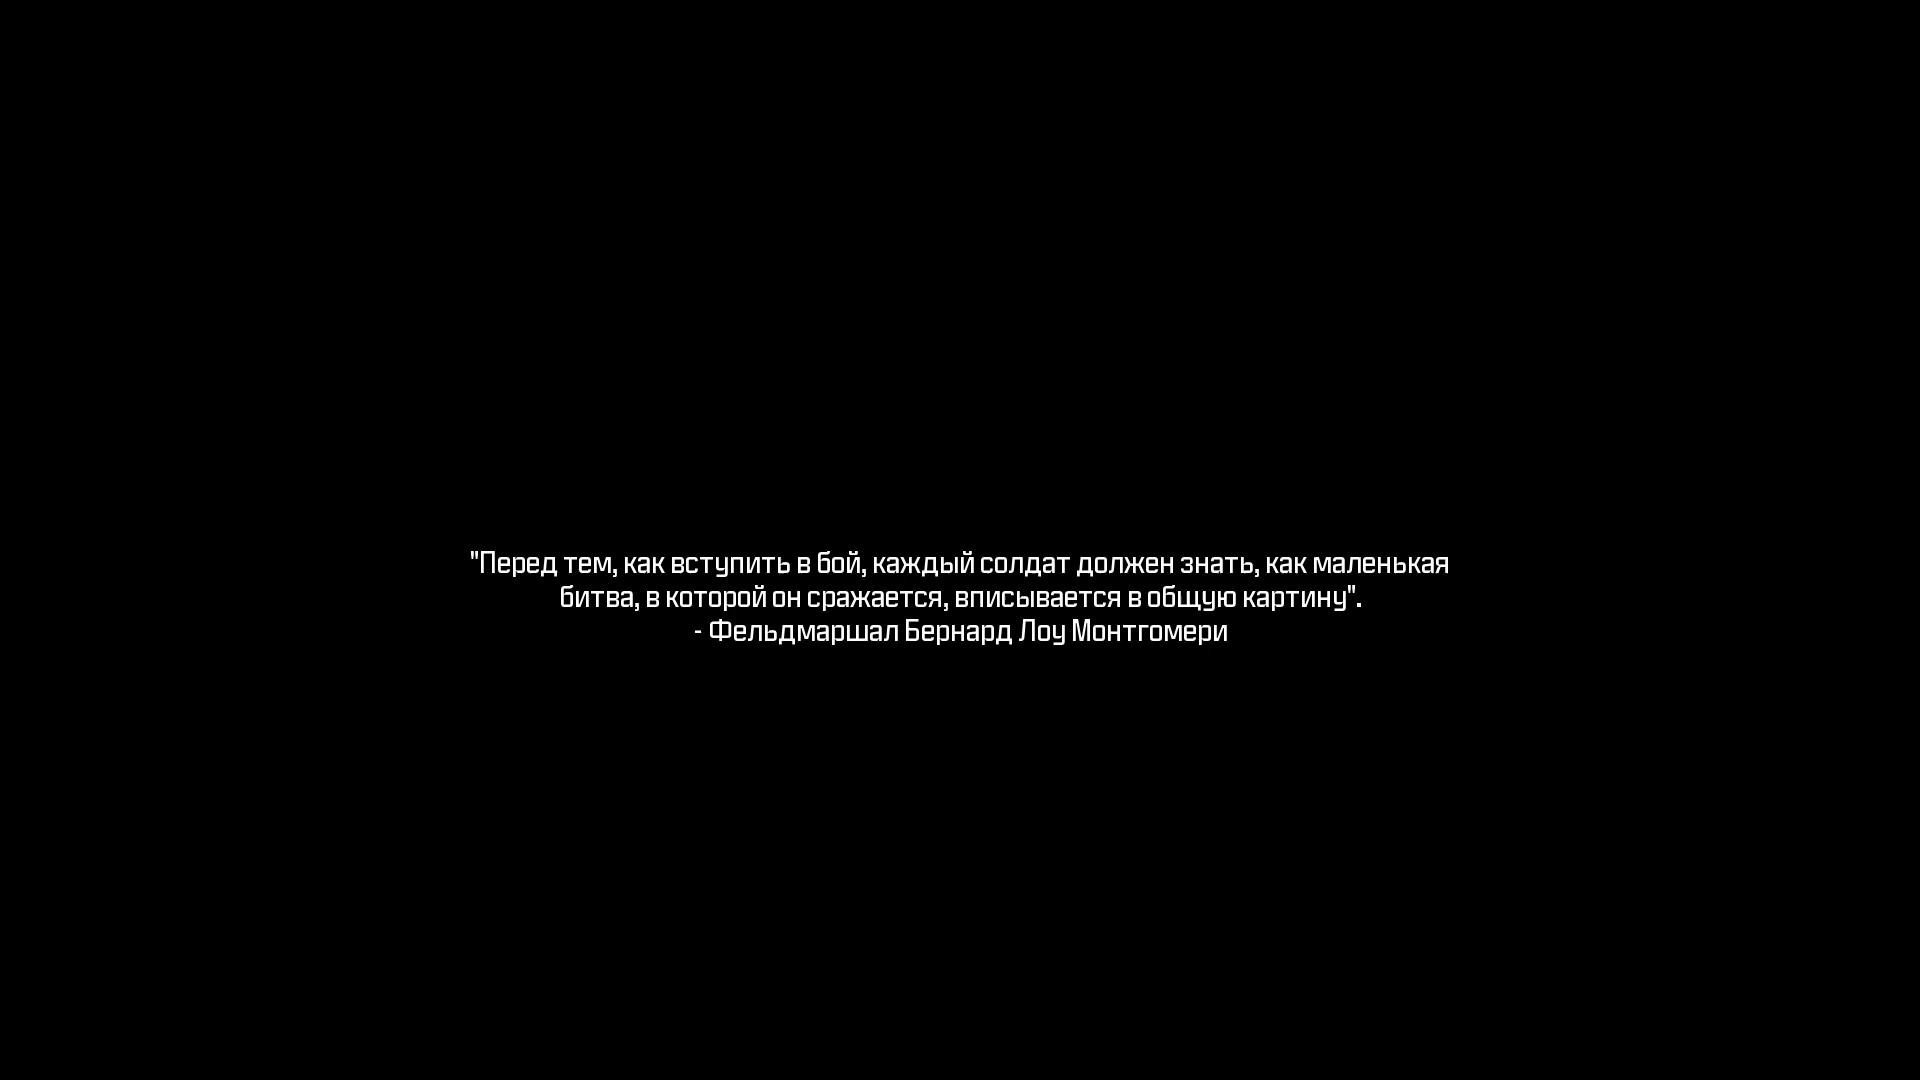 "Перед тем, как вступить в бой, каждый солдат должен знать, как маленькая
битва, в которой он сражается, вписывается в общую картину".
- Фельдмаршал Бернард Лоу Монтгомери